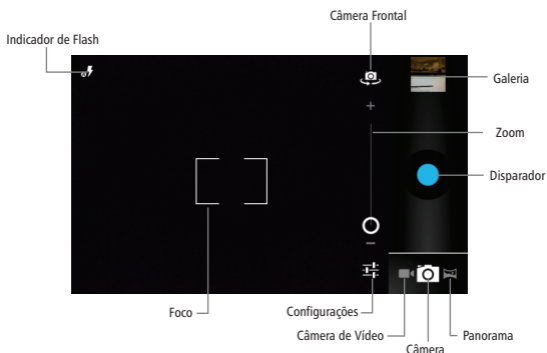 Câmera Frontal
Indicador de Flash
Galeria
Zoom
Disparador
Foco
Configurações
Câmera de Vídeo
Panorama
Câmera